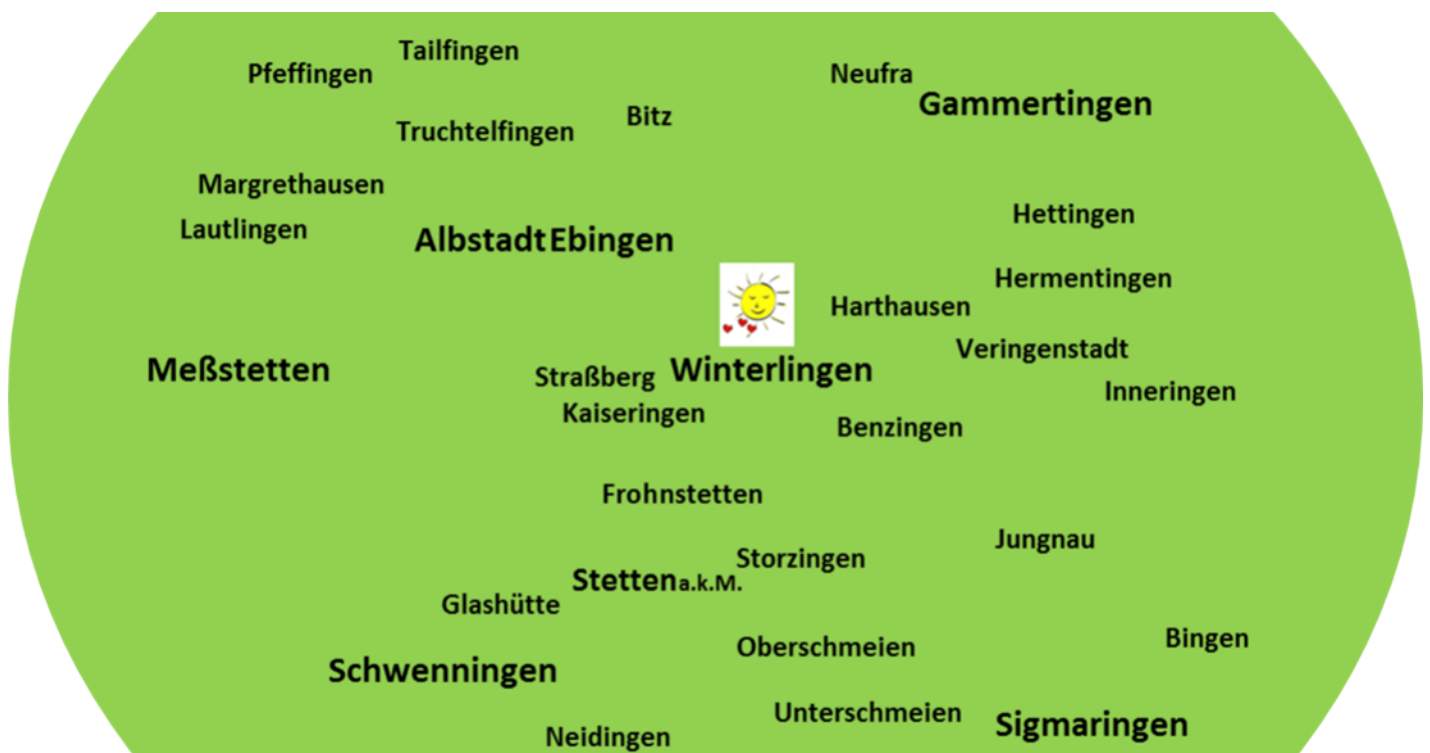 Tailfingen
Pfeffingen
Neufra
Gammertingen
Bitz
Truchtelfingen
Margrethausen
Hettingen
Lautlingen
Albstadt Ebingen
Hermentingen
Harthausen
Veringenstadt
Meßstetten
Straßberg
Winterlingen
Inneringen
Kaiseringen
Benzingen
Frohnstetten
Jungnau
Storzingen
Stetten a.k.M.
Glashütte
Bingen
Oberschmeien
Schwenningen
Unterschmeien
Sigmaringen
Neidingen